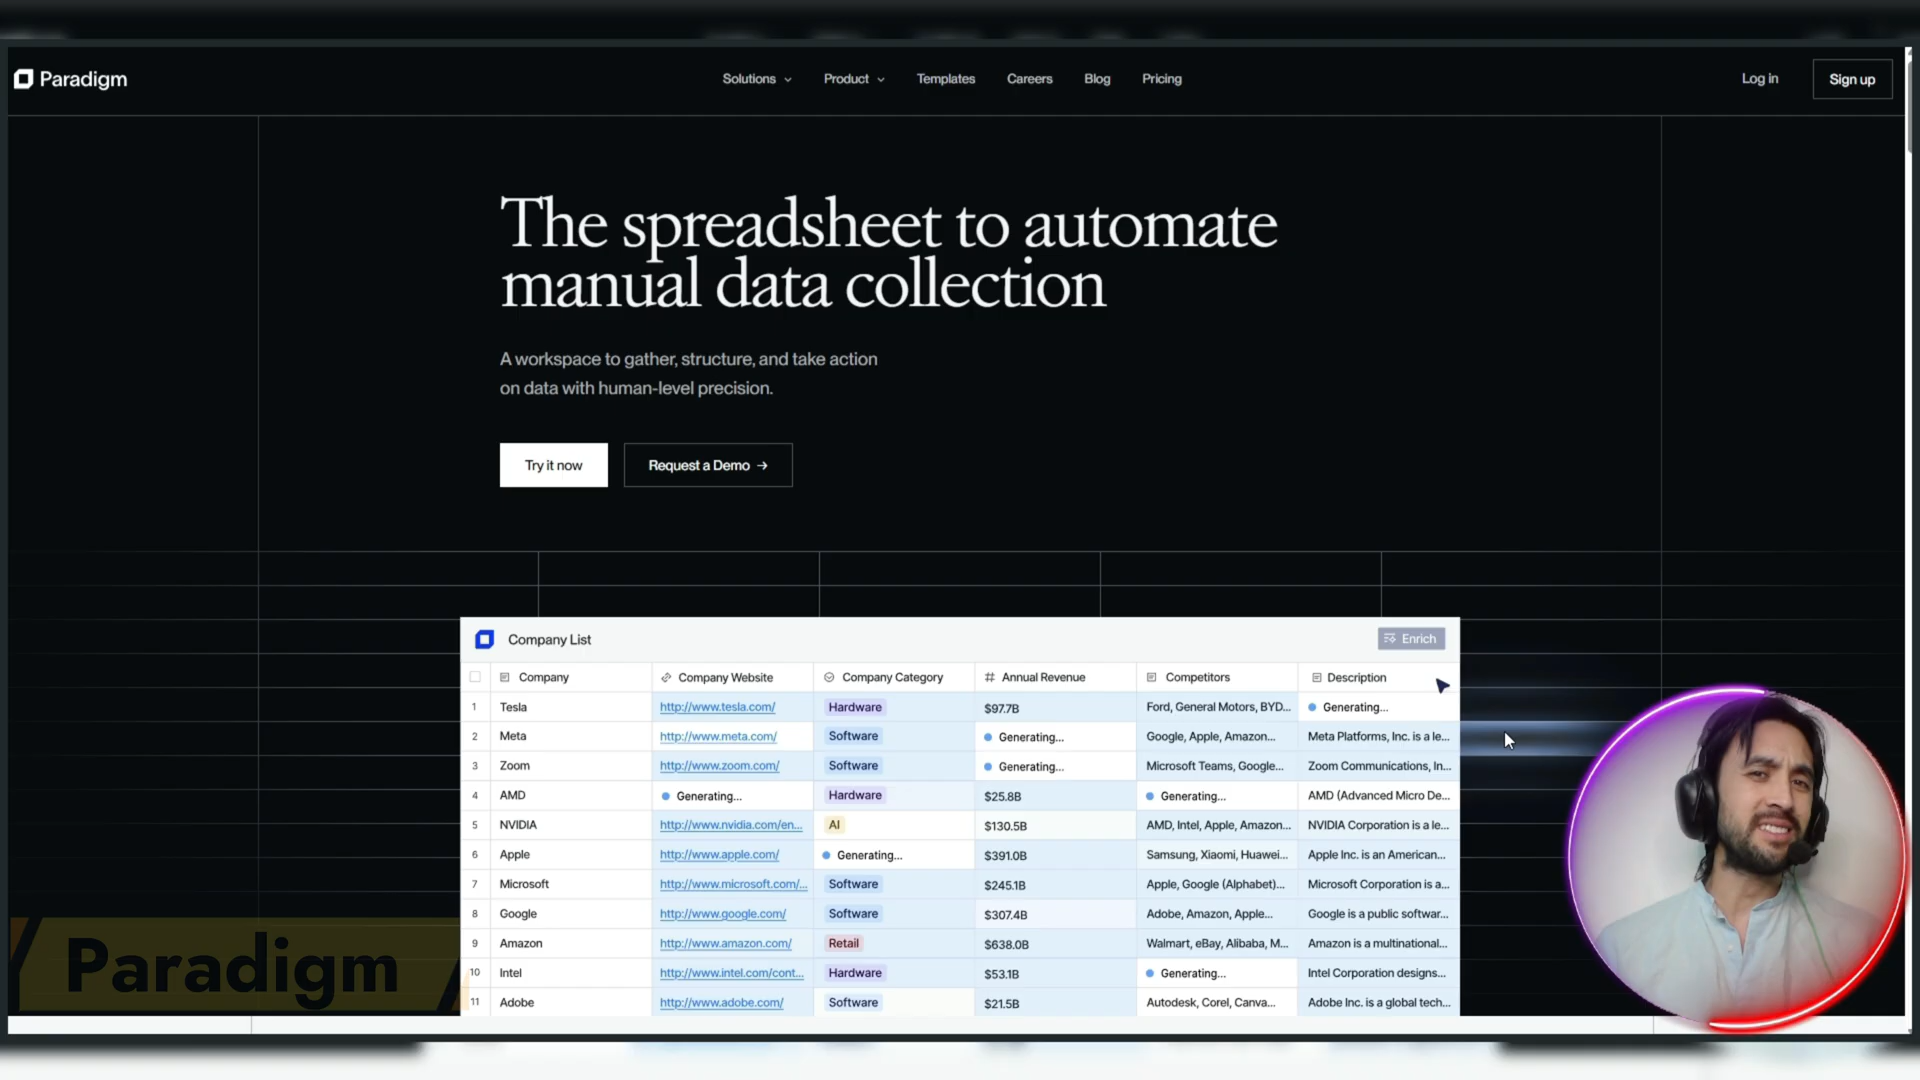 Paradigm
Solutions Product Templates Careers Blog Pricing
Log in Sign up
The spreadsheet to automate
manual data collection
A workspace to gather, structure, and take action
on data with human-level precision.
Try it now Request a Demo →
Company List Enrich
Company Company Website Company Category # Annual Revenue Competitors Description
1 Tesla http://www.tesla.com/ Hardware $97.7B Ford, General Motors, BYD... Generating...
2 Meta http://www.meta.com/ Software Generating... Google, Apple, Amazon... Meta Platforms, Inc. is a le...
3 Zoom http://www.zoom.com/ Software Generating... Microsoft Teams, Google... Zoom Communications, In...
4 AMD Generating... Hardware $25.8B Generating... AMD (Advanced Micro De...
5 NVIDIA http://www.nvidia.com/en... AI $130.5B AMD, Intel, Apple, Amazon... NVIDIA Corporation is a le...
6 Apple http://www.apple.com/ Generating... $391.0B Samsung, Xiaomi, Huawei... Apple Inc. is an American...
7 Microsoft http://www.microsoft.com/... Software $245.1B Apple, Google (Alphabet)... Microsoft Corporation is a...
8 Google http://www.google.com/ Software $307.4B Adobe, Amazon, Apple... Google is a public softwar...
9 Amazon http://www.amazon.com/ Retail $638.0B Walmart, eBay, Alibaba, M... Amazon is a multinational...
10 Intel http://www.intel.com/cont... Hardware $53.1B Generating... Intel Corporation designs...
11 Adobe http://www.adobe.com/ Software $21.5B Autodesk, Corel, Canva... Adobe Inc. is a global tech...
Paradigm